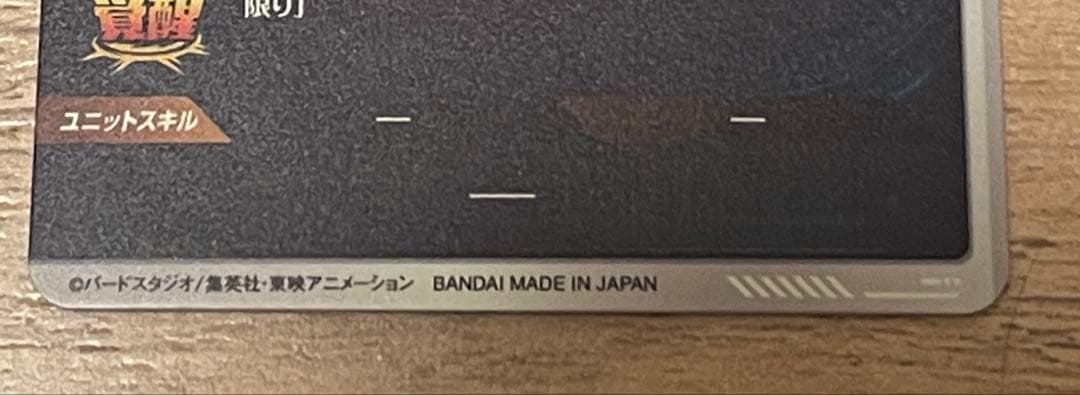 限り」
覚醒
ユニットスキル — —
—
©バードスタジオ/集英社・東映アニメーション BANDAI MADE IN JAPAN